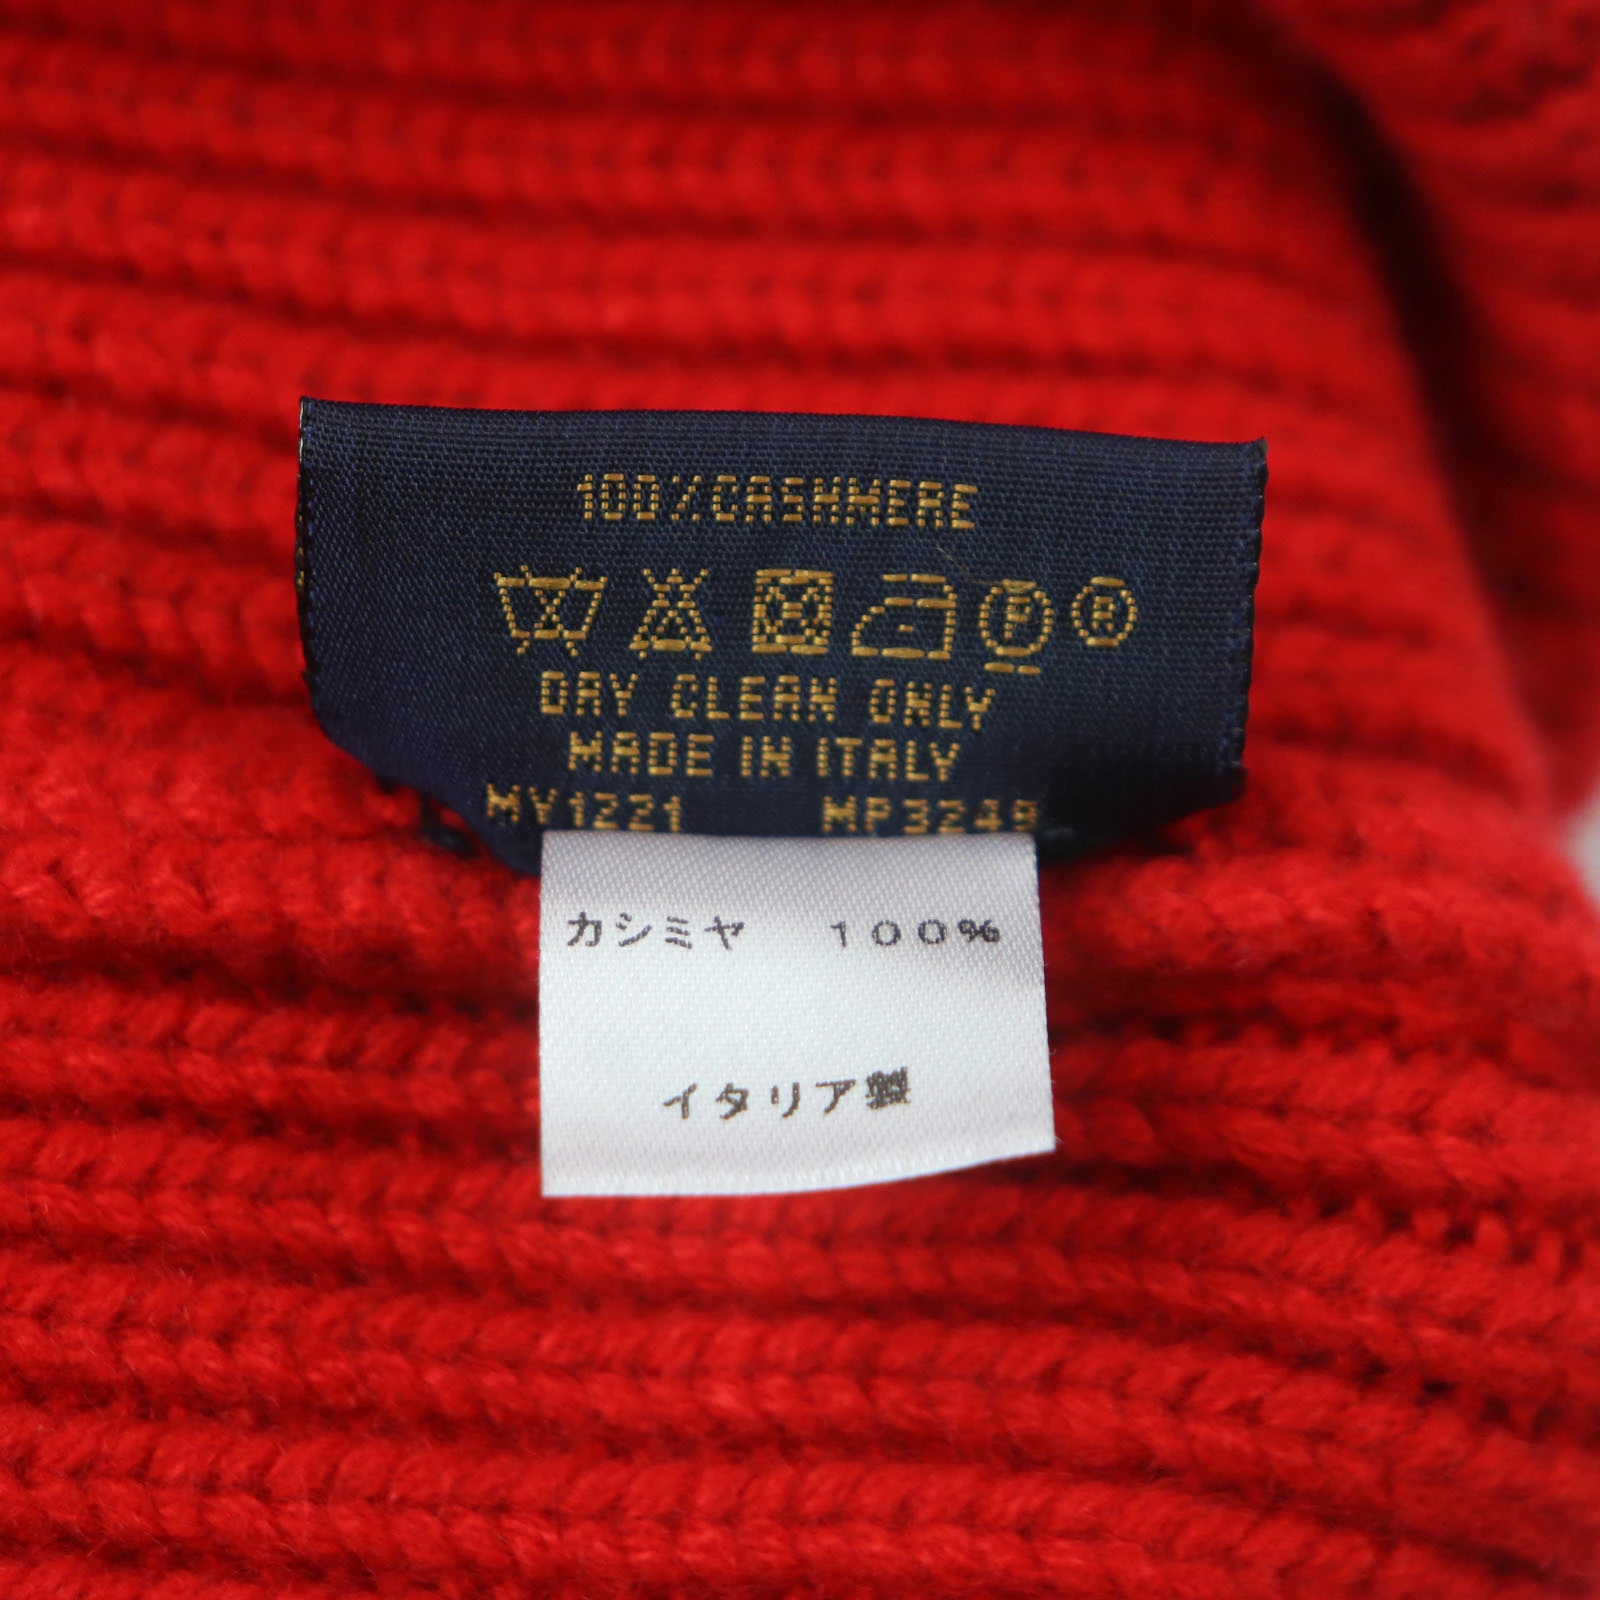 100%CASHMERE
P R
DRY CLEAN ONLY
MADE IN ITALY
MV1221 MP3249
カシミヤ 100%
イタリア製